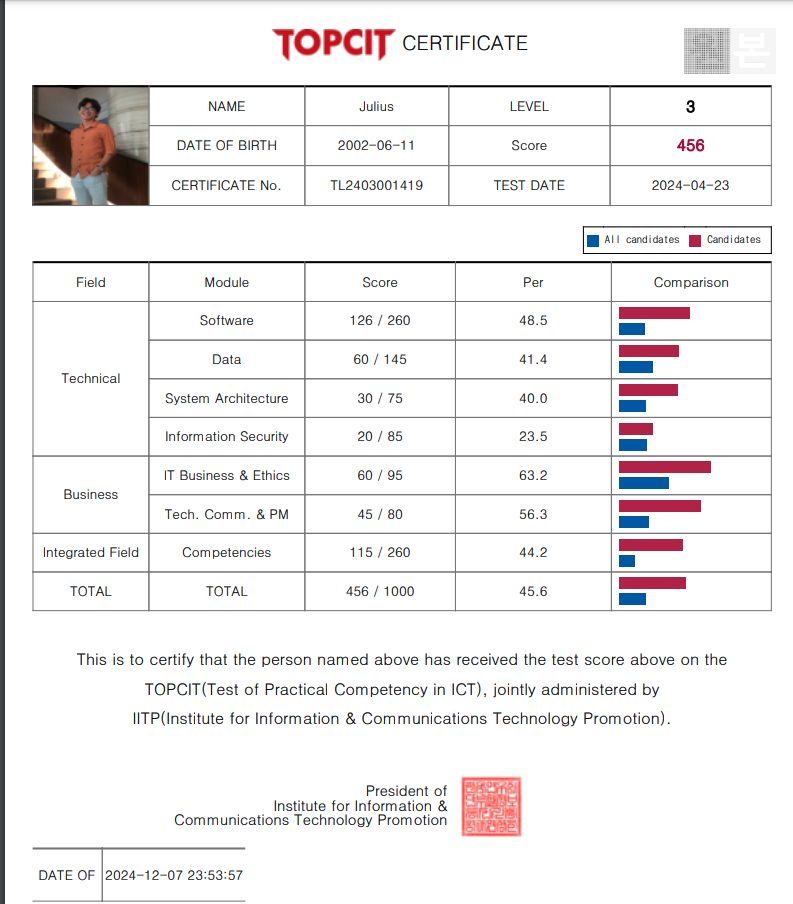 TOPCIT CERTIFICATE
원본
NAME Julius LEVEL 3
DATE OF BIRTH 2002-06-11 Score 456
CERTIFICATE No. TL2403001419 TEST DATE 2024-04-23
All candidates Candidates
Field Module Score Per Comparison
Technical
Software 126 / 260 48.5
Data 60 / 145 41.4
System Architecture 30 / 75 40.0
Information Security 20 / 85 23.5
Business
IT Business & Ethics 60 / 95 63.2
Tech. Comm. & PM 45 / 80 56.3
Integrated Field Competencies 115 / 260 44.2
TOTAL TOTAL 456 / 1000 45.6
This is to certify that the person named above has received the test score above on the
TOPCIT(Test of Practical Competency in ICT), jointly administered by
IITP(Institute for Information & Communications Technology Promotion).
President of
Institute for Information &
Communications Technology Promotion
DATE OF 2024-12-07 23:53:57